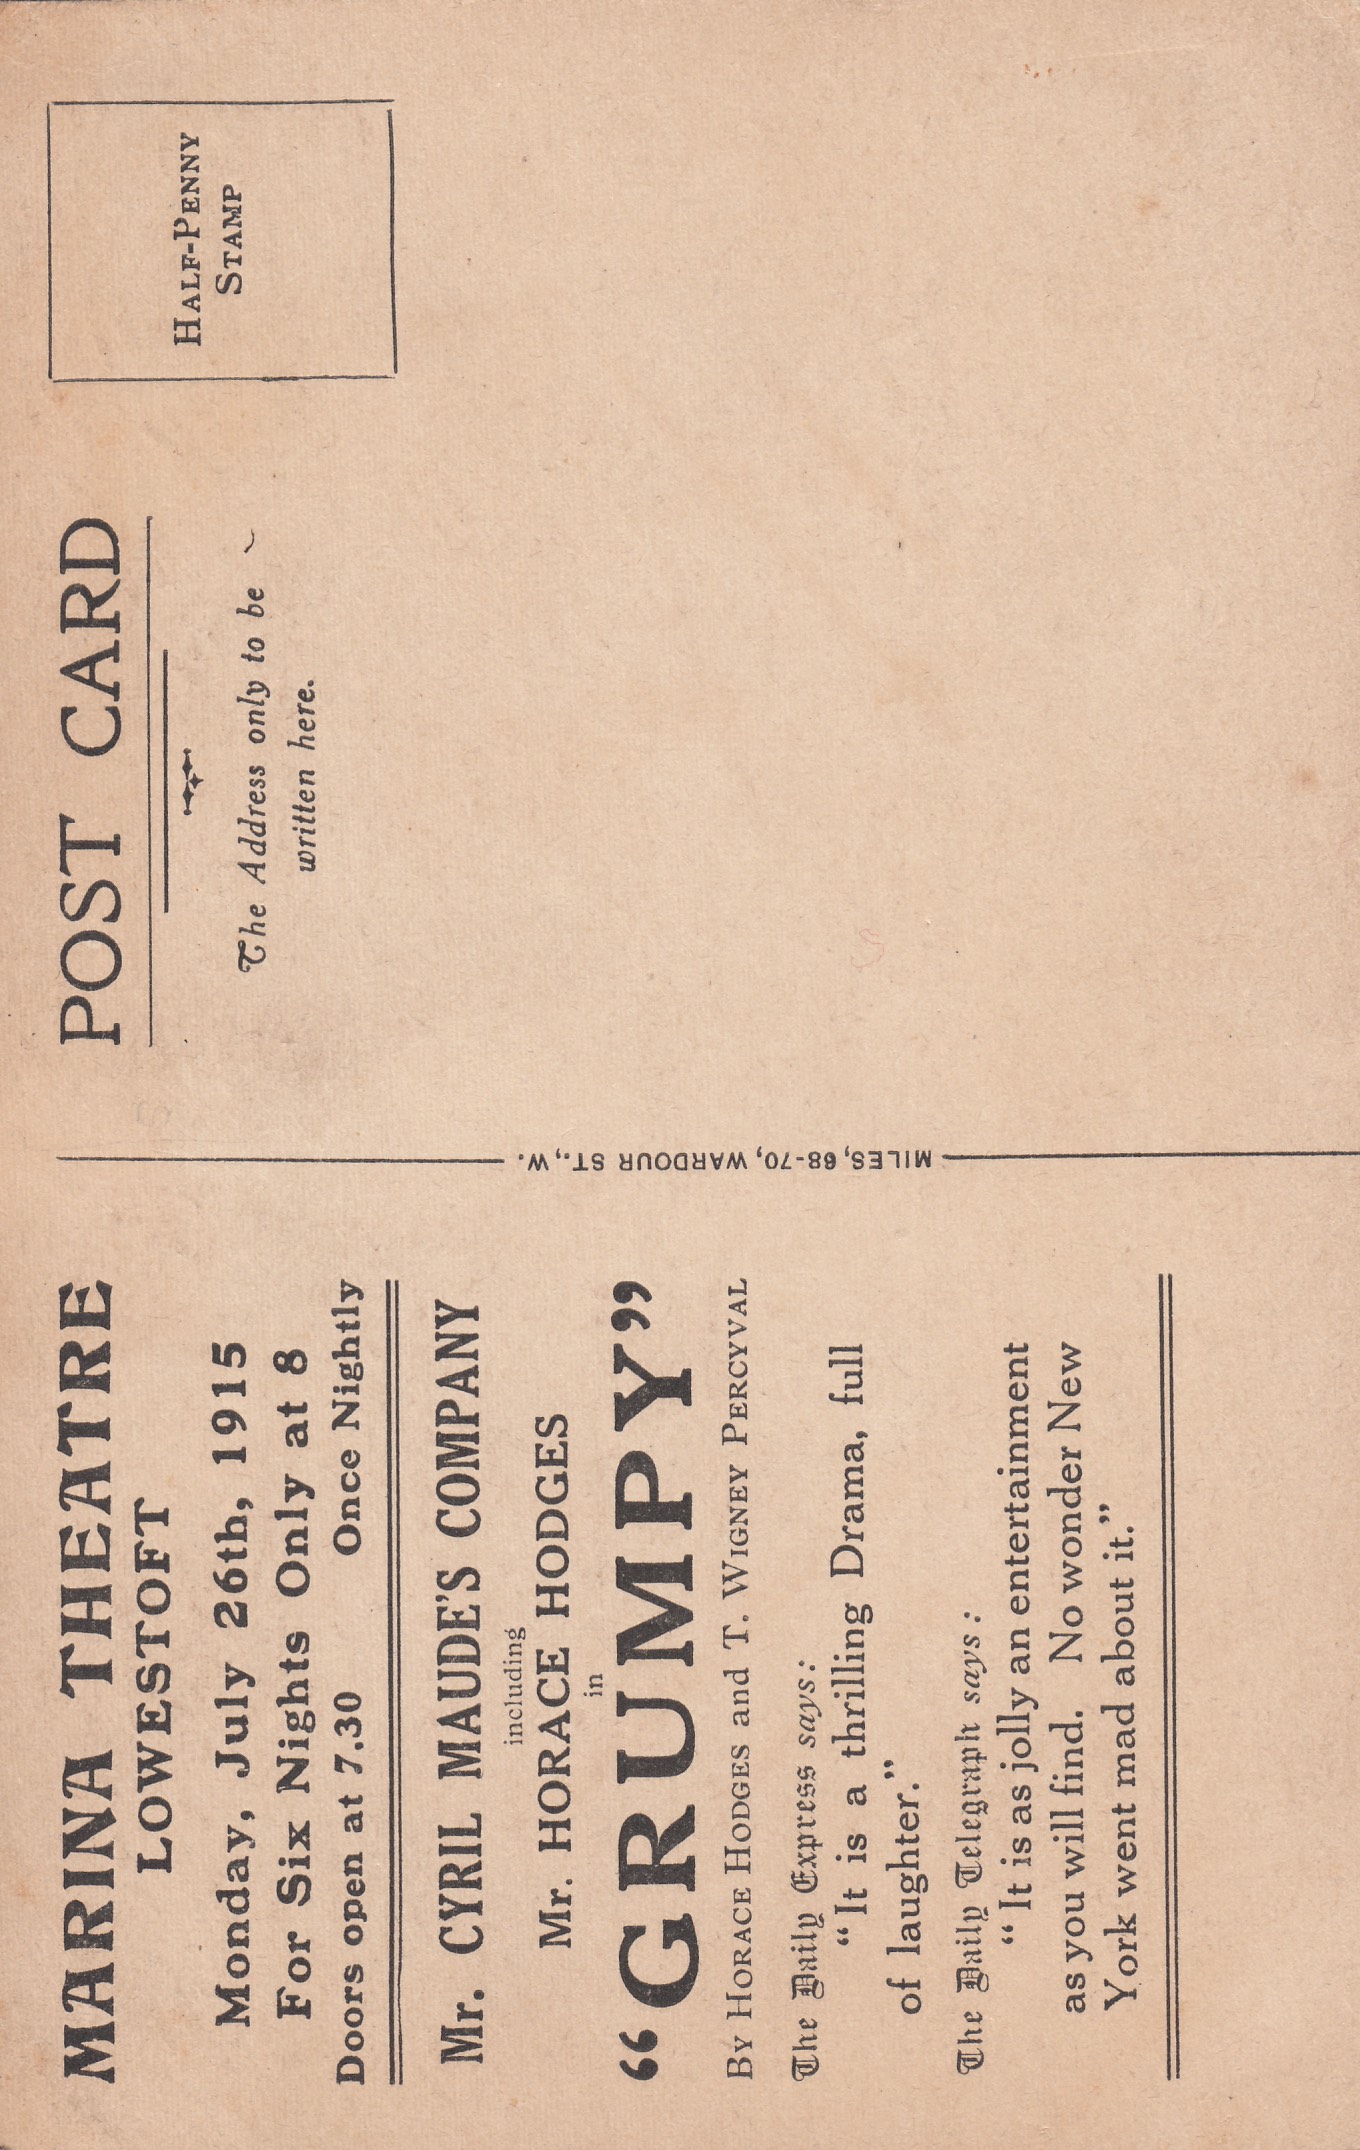 MARINA THEATRE
LOWESTOFT
Monday, July 26th, 1915
For Six Nights Only at 8
Doors open at 7.30 Once Nightly
Mr. CYRIL MAUDE'S COMPANY
including
Mr. HORACE HODGES
in
“GRUMPY”
By Horace Hodges and T. Wigney Percyval
The Daily Express says:
“It is a thrilling Drama, full
of laughter.”
The Daily Telegraph says:
“It is as jolly an entertainment
as you will find. No wonder New
York went mad about it.”
MILES, 68-70, WARDOUR ST., W.
POST CARD
The Address only to be
written here.
Half-Penny
Stamp